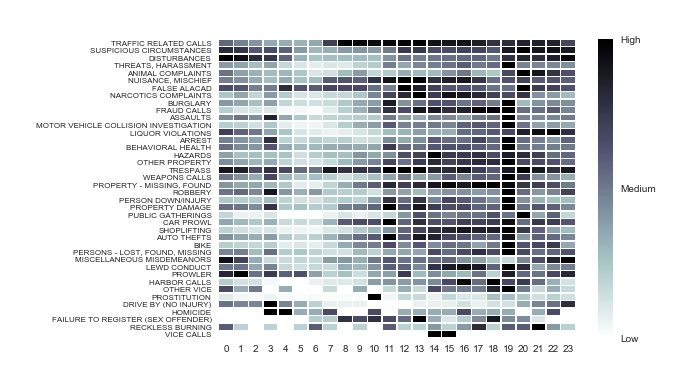 TRAFFIC RELATED CALLS
SUSPICIOUS CIRCUMSTANCES
DISTURBANCES
THREATS, HARASSMENT
ANIMAL COMPLAINTS
NUISANCE, MISCHIEF
FALSE ALACAD
NARCOTICS COMPLAINTS
BURGLARY
FRAUD CALLS
ASSAULTS
MOTOR VEHICLE COLLISION INVESTIGATION
LIQUOR VIOLATIONS
ARREST
BEHAVIORAL HEALTH
HAZARDS
OTHER PROPERTY
TRESPASS
WEAPONS CALLS
PROPERTY - MISSING, FOUND
ROBBERY
PERSON DOWN/INJURY
PROPERTY DAMAGE
PUBLIC GATHERINGS
CAR PROWL
SHOPLIFTING
AUTO THEFTS
BIKE
PERSONS - LOST, FOUND, MISSING
MISCELLANEOUS MISDEMEANORS
LEWD CONDUCT
PROWLER
HARBOR CALLS
OTHER VICE
PROSTITUTION
DRIVE BY (NO INJURY)
HOMICIDE
FAILURE TO REGISTER (SEX OFFENDER)
RECKLESS BURNING
VICE CALLS
0 1 2 3 4 5 6 7 8 9 10 11 12 13 14 15 16 17 18 19 20 21 22 23
High
Medium
Low